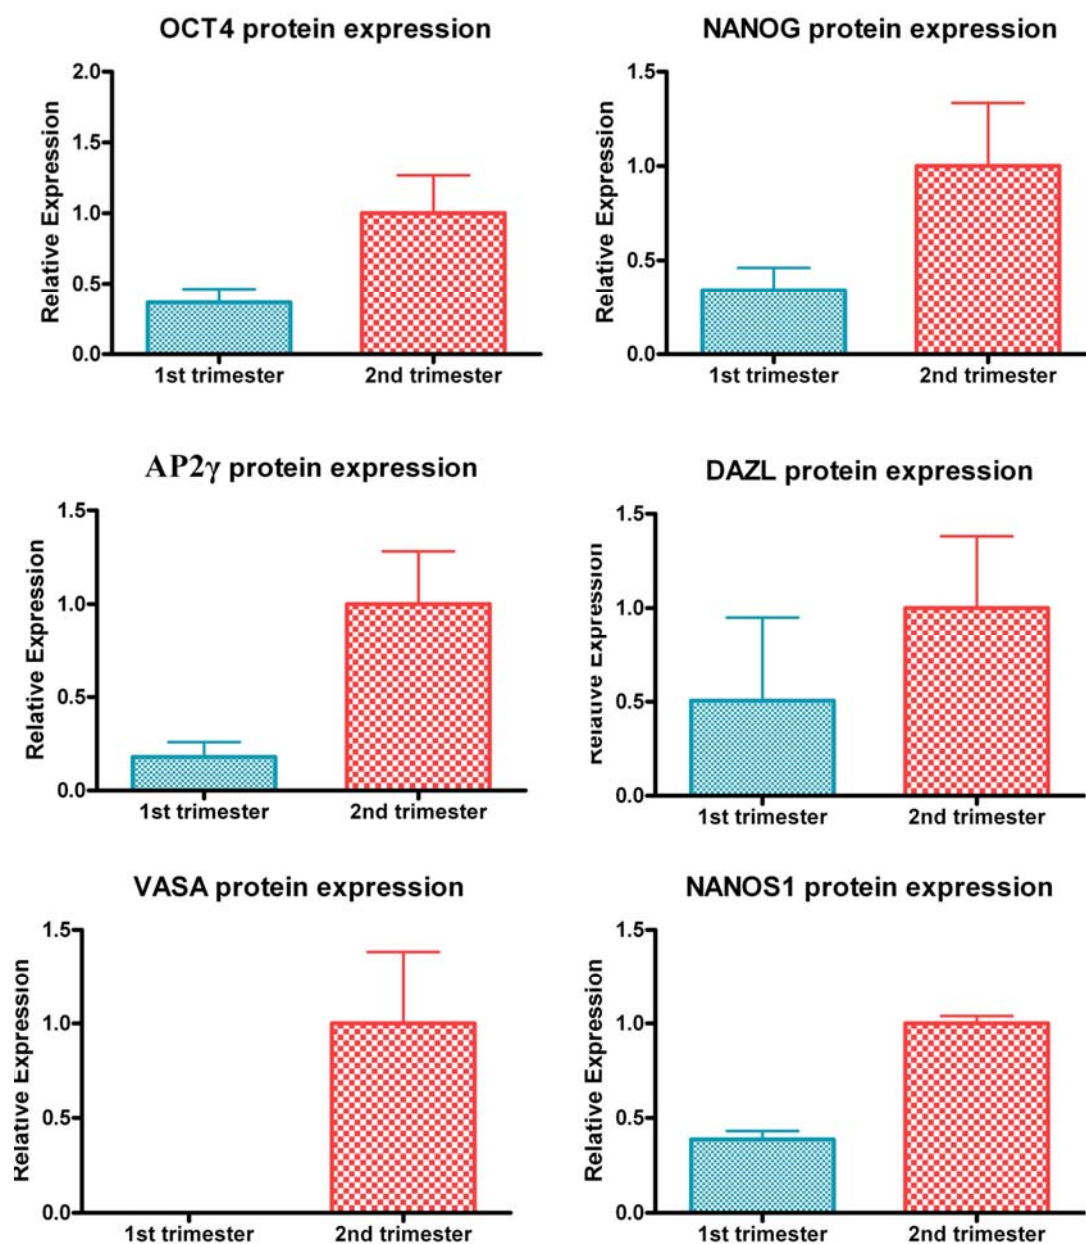 OCT4 protein expression
Relative Expression
2.0
1.5
1.0
0.5
0.0
1st trimester 2nd trimester
NANOG protein expression
Relative Expression
1.5
1.0
0.5
0.0
1st trimester 2nd trimester
AP2γ protein expression
Relative Expression
1.5
1.0
0.5
0.0
1st trimester 2nd trimester
DAZL protein expression
Relative Expression
1.5
1.0
0.5
0.0
1st trimester 2nd trimester
VASA protein expression
Relative Expression
1.5
1.0
0.5
0.0
1st trimester 2nd trimester
NANOS1 protein expression
Relative Expression
1.5
1.0
0.5
0.0
1st trimester 2nd trimester